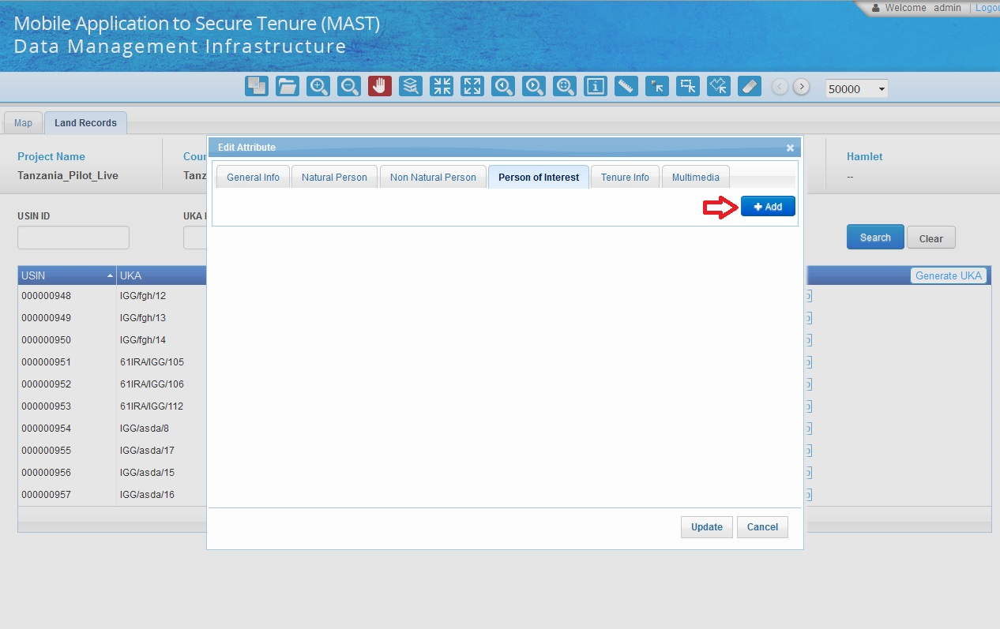 Welcome admin
Mobile Application to Secure Tenure (MAST)
Data Management Infrastructure
50000
Map
Land Records
Edit Attribute
Project Name
Hamlet
Tanzania_Pilot_Live
--
General Info
Natural Person
Non Natural Person
Person of Interest
Tenure Info
Multimedia
Add
USIN ID
UKA
Search
Clear
USIN
UKA
Generate UKA
000000948 IGG/fgh/12
000000949 IGG/fgh/13
000000950 IGG/fgh/14
000000951 61IRA/IGG/105
000000952 61IRA/IGG/106
000000953 61IRA/IGG/112
000000954 IGG/asda/8
000000955 IGG/asda/17
000000956 IGG/asda/15
000000957 IGG/asda/16
Update
Cancel